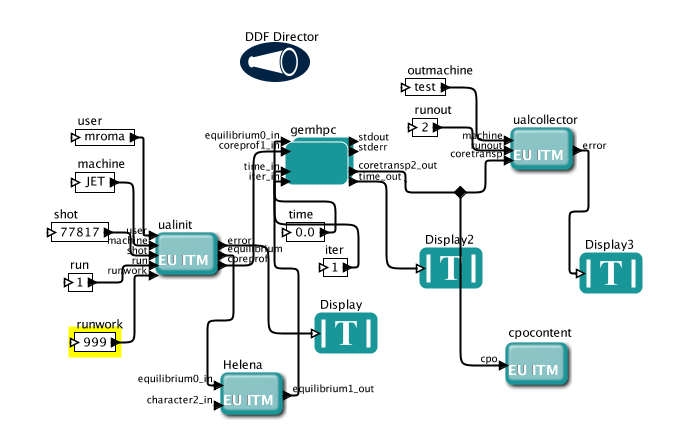 DDF Director
user
mroma
machine
JET
shot
77817
run
1
runwork
999
ualinit
user
machine
shot
run
runwork
EU ITM
error
equilibrium
coreprof
gemhpc
equilibrium0_in
coreprof1_in
time_in
iter_in
stdout
stderr
coretransp2_out
time_out
time
0.0
iter
1
outmachine
test
runout
2
ualcollector
machine
runout
coretransp
EU ITM
error
Display2
T
Display3
T
Display
T
cpocontent
cpo
EU ITM
Helena
equilibrium0_in
character2_in
EU ITM
equilibrium1_out